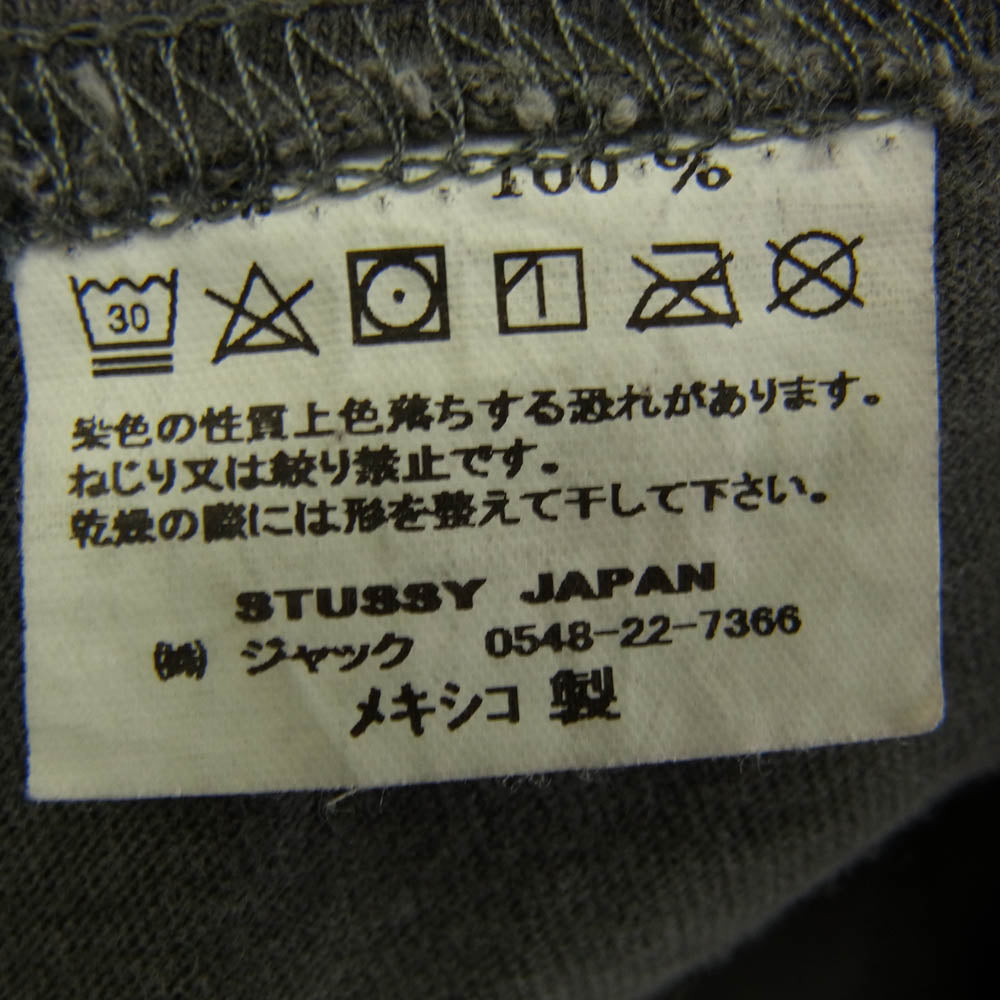 100 %
30
染色の性質上色落ちする恐れがあります。
ねじり又は絞り禁止です。
乾燥の際には形を整えて干して下さい。
STUSSY JAPAN
㈱ ジャック 0548-22-7366
メキシコ 製